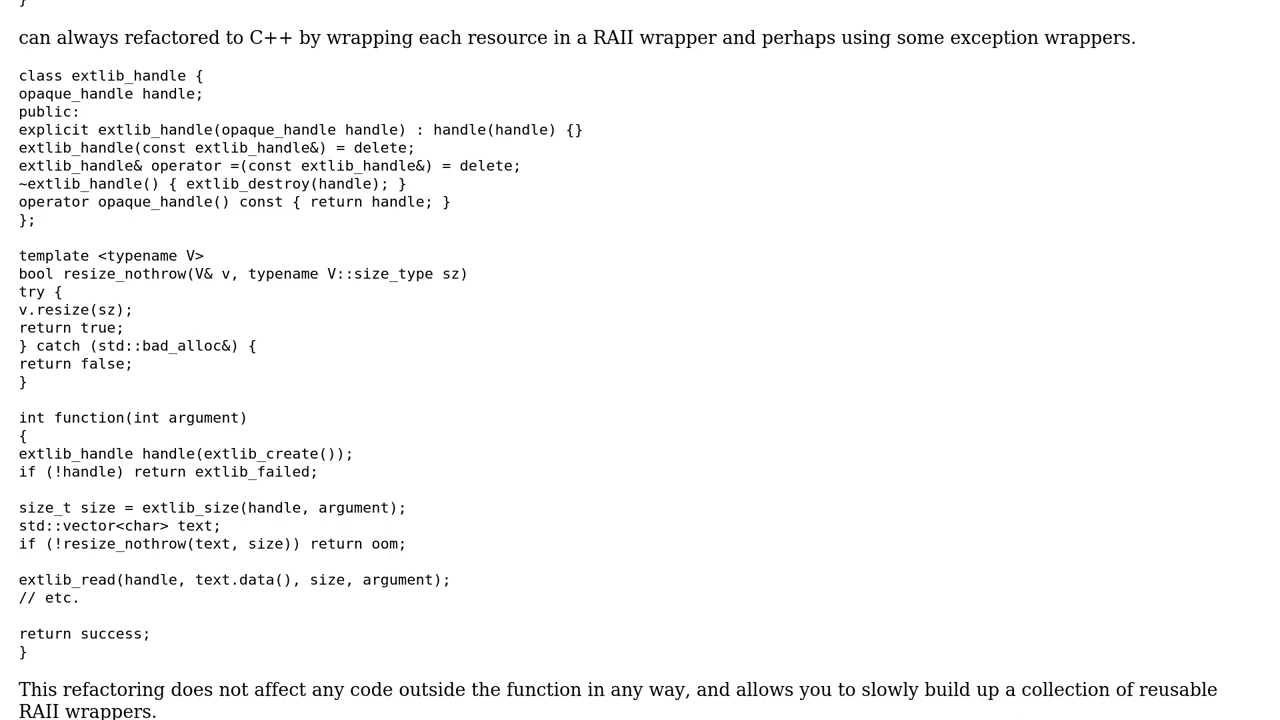 }
can always refactored to C++ by wrapping each resource in a RAII wrapper and perhaps using some exception wrappers.
class extlib_handle {
opaque_handle handle;
public:
explicit extlib_handle(opaque_handle handle) : handle(handle) {}
extlib_handle(const extlib_handle&) = delete;
extlib_handle& operator =(const extlib_handle&) = delete;
~extlib_handle() { extlib_destroy(handle); }
operator opaque_handle() const { return handle; }
};
template <typename V>
bool resize_nothrow(V& v, typename V::size_type sz)
try {
v.resize(sz);
return true;
} catch (std::bad_alloc&) {
return false;
}
int function(int argument)
{
extlib_handle handle(extlib_create());
if (!handle) return extlib_failed;
size_t size = extlib_size(handle, argument);
std::vector<char> text;
if (!resize_nothrow(text, size)) return oom;
extlib_read(handle, text.data(), size, argument);
// etc.
return success;
}
This refactoring does not affect any code outside the function in any way, and allows you to slowly build up a collection of reusable
RAII wrappers.